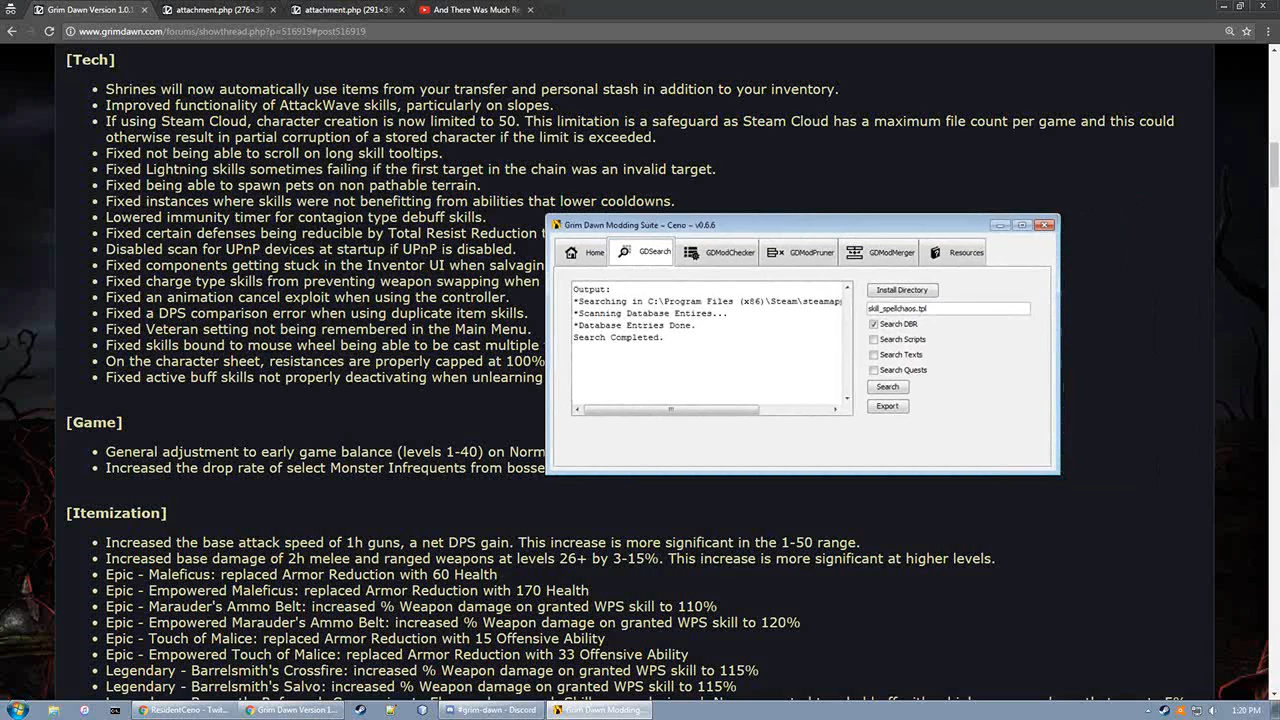 Grim Dawn Version 1.0.
attachment.php (276×38
attachment.php (291×36
And There Was Much Re
www.grimdawn.com/forums/showthread.php?p=516919#post516919
[Tech]
Shrines will now automatically use items from your transfer and personal stash in addition to your inventory.
Improved functionality of AttackWave skills, particularly on slopes.
If using Steam Cloud, character creation is now limited to 50. This limitation is a safeguard as Steam Cloud has a maximum file count per game and this could
otherwise result in partial corruption of a stored character if the limit is exceeded.
Fixed not being able to scroll on long skill tooltips.
Fixed Lightning skills sometimes failing if the first target in the chain was an invalid target.
Fixed being able to spawn pets on non pathable terrain.
Fixed instances where skills were not benefitting from abilities that lower cooldowns.
Lowered immunity timer for contagion type debuff skills.
Fixed certain defenses being reduced by Total Resist Reduction t
Disabled scan for UPnP devices at startup if UPnP is disabled.
Fixed components getting stuck in the Inventor UI when salvagin
Fixed charge type skills from preventing weapon swapping when
Fixed an attack cancel exploit when using the controller.
Fixed a DPS comparison error when using duplicate item skills.
Fixed Veteran setting not being remembered in the Main Menu.
Fixed skills bound to mouse wheel being able to be cast multiple
On the character sheet, resistances are properly capped at 100%
Fixed active buff skills not properly deactivating when unlearning
Grim Dawn Modding Suite ~ Ceno ~ v0.6.6
Home
GDSearch
GDModChecker
GDModPruner
GDModMerger
Resources
Output:
*Searching in C:\Program Files (x86)\Steam\steamapp
*Scanning Database Entires...
*Database Entries Done.
Search Completed.
Install Directory
skill_spellchaos.tpl
Search DBR
Search Scripts
Search Texts
Search Quests
Search
Export
[Game]
General adjustment to early game balance (levels 1-40) on Norm
Increased the drop rate of select Monster Infrequents from bosse
[Itemization]
Increased the base attack speed of 1h guns, a net DPS gain. This increase is more significant in the 1-50 range.
Increased base damage of 2h melee and ranged weapons at levels 26+ by 3-15%. This increase is more significant at higher levels.
Epic - Maleficus: replaced Armor Reduction with 60 Health
Epic - Empowered Maleficus: replaced Armor Reduction with 170 Health
Epic - Marauder's Ammo Belt: increased % Weapon damage on granted WPS skill to 110%
Epic - Empowered Marauder's Ammo Belt: increased % Weapon damage on granted WPS skill to 120%
Epic - Touch of Malice: replaced Armor Reduction with 15 Offensive Ability
Epic - Empowered Touch of Malice: replaced Armor Reduction with 33 Offensive Ability
Legendary - Barrelsmith's Crossfire: increased % Weapon damage on granted WPS skill to 115%
Legendary - Barrelsmith's Salvo: increased % Weapon damage on granted WPS skill to 115%
ResidentCeno - Twit...
Grim Dawn Version 1...
#grim-dawn - Discord
Grim Dawn Modding...
1:20 PM